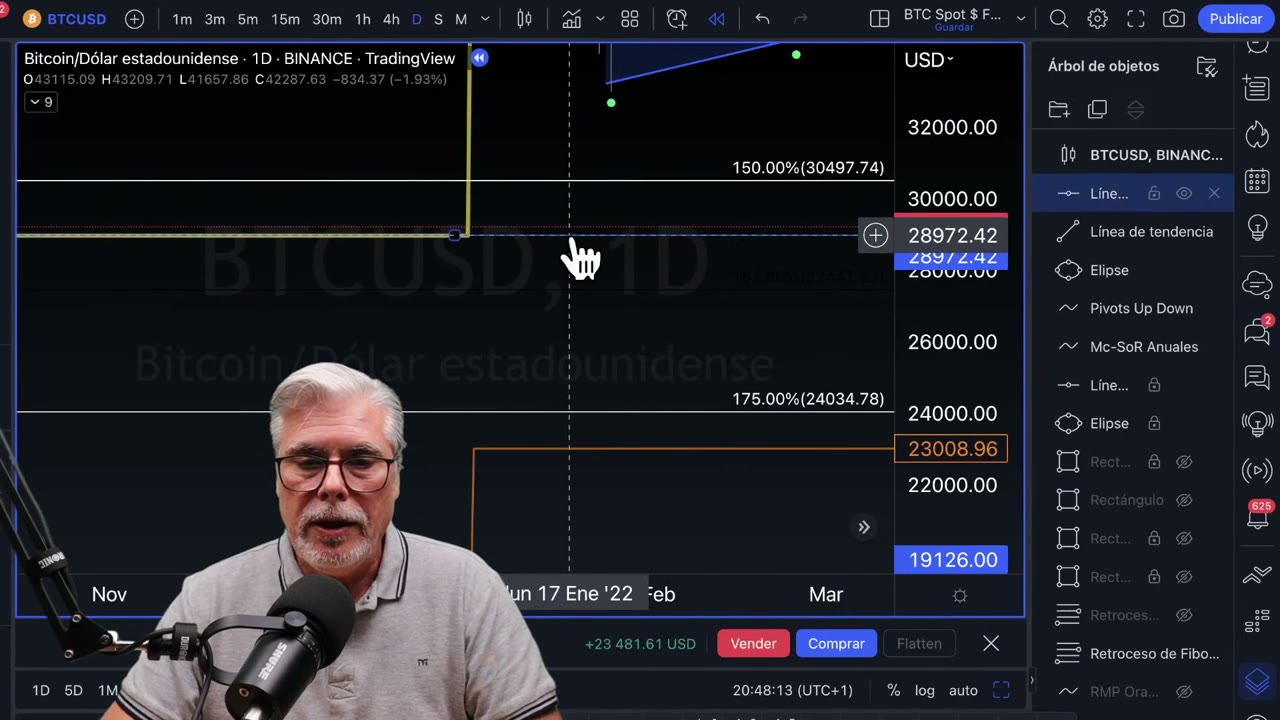 BTCUSD
1m 3m 5m 15m 30m 1h 4h D S M
BTC Spot $ F...
Guardar
Publicar
Bitcoin/Dólar estadounidense · 1D · BINANCE · TradingView
O43115.09 H43209.71 L41657.86 C42287.63 −834.37 (−1.93%)
9
USD
32000.00
150.00%(30497.74)
30000.00
28972.42
28972.42
28000.00
BTCUSD, 1D
Bitcoin/Dólar estadounidense
26000.00
175.00%(24034.78)
24000.00
23008.96
22000.00
19126.00
Nov
lun 17 Ene '22
Feb
Mar
+23 481.61 USD
Vender
Comprar
Flatten
1D 5D 1M
20:48:13 (UTC+1)
%
log
auto
Árbol de objetos
BTCUSD, BINANC...
Líne...
Línea de tendencia
Elipse
Pivots Up Down
Mc-SoR Anuales
Líne...
Elipse
Rect...
Rectángulo
Rect...
Rect...
Retroces...
Retroceso de Fibo...
RMP Ora...
2
2
625
SHURE